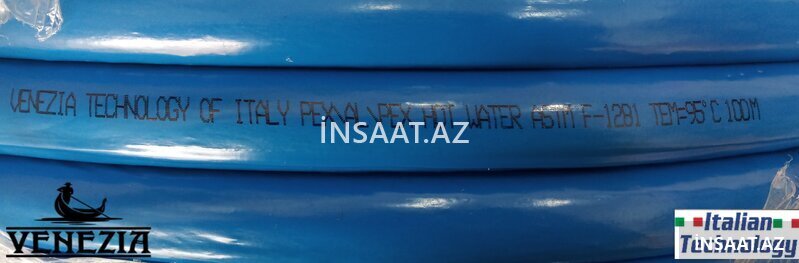 VENEZIA TECHNOLOGY OF ITALY PEX\AL\PEX HOT WATER ASTM F-1281 TEM=95°C 100M
İNSAAT.AZ
VENEZIA
Italian
Technology
İNSAAT.AZ